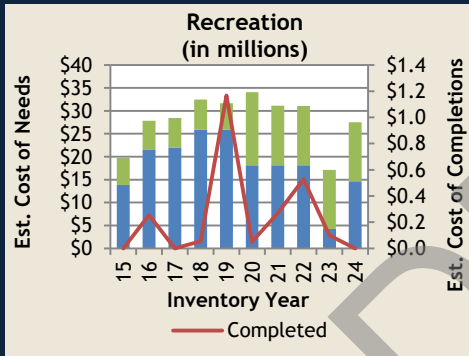 Recreation
(in millions)
Est. Cost of Needs
$40
$35
$30
$25
$20
$15
$10
$5
$0
$1.4
$1.2
$1.0
$0.8
$0.6
$0.4
$0.2
$0.0
Est. Cost of Completions
15 16 17 18 19 20 21 22 23 24
Inventory Year
Completed